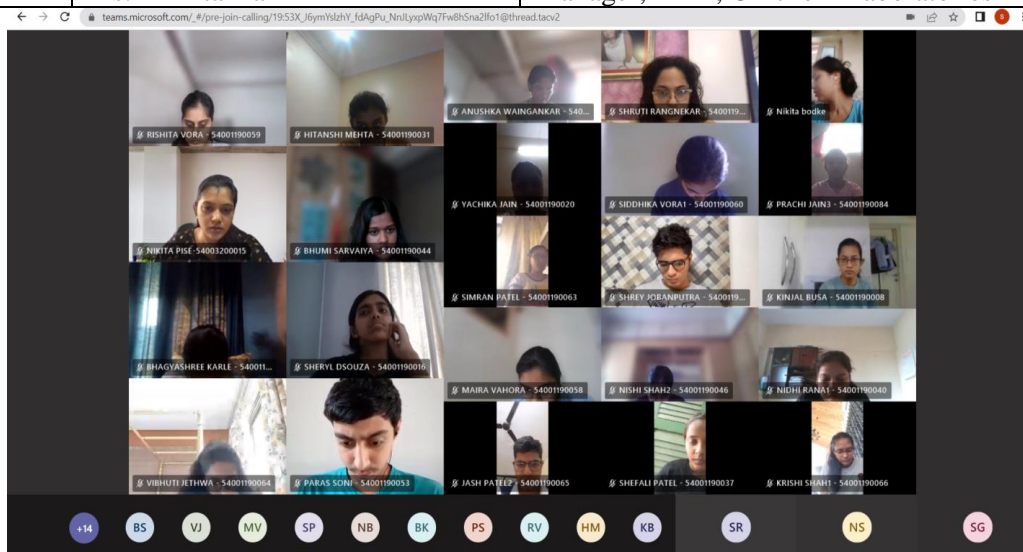 teams.microsoft.com/_#/pre-join-calling/19:53X_J6ymYslzhY_fdAgPu_NnJLyxpWq7Fw8hSna2lfo1@thread.tacv2
RISHITA VORA - 54001190059
HITANSHI MEHTA - 54001190031
ANUSHKA WAINGANKAR - 540...
SHRUTI RANGNEKAR - 5400119...
Nikita bodke
YACHIKA JAIN - 54001190020
SIDDHIKA VORA1 - 54001190060
PRACHI JAIN3 - 54001190084
NIKITA PISE-54003200015
BHUMI SARVAIYA - 54001190044
SIMRAN PATEL - 54001190063
SHREY JOBANPUTRA - 5400119...
KINJAL BUSA - 54001190008
BHAGYASHREE KARLE - 540011...
SHERYL DSOUZA - 54001190016
MAIRA VAHORA - 54001190058
NISHI SHAH2 - 54001190046
NIDHI RANA1 - 54001190040
VIBHUTI JETHWA - 54001190064
PARAS SONI - 54001190053
JASH PATEL2 - 54001190065
SHEFALI PATEL - 54001190037
KRISHI SHAH1 - 54001190066
+14 BS VJ MV SP NB BK PS RV HM KB SR NS SG